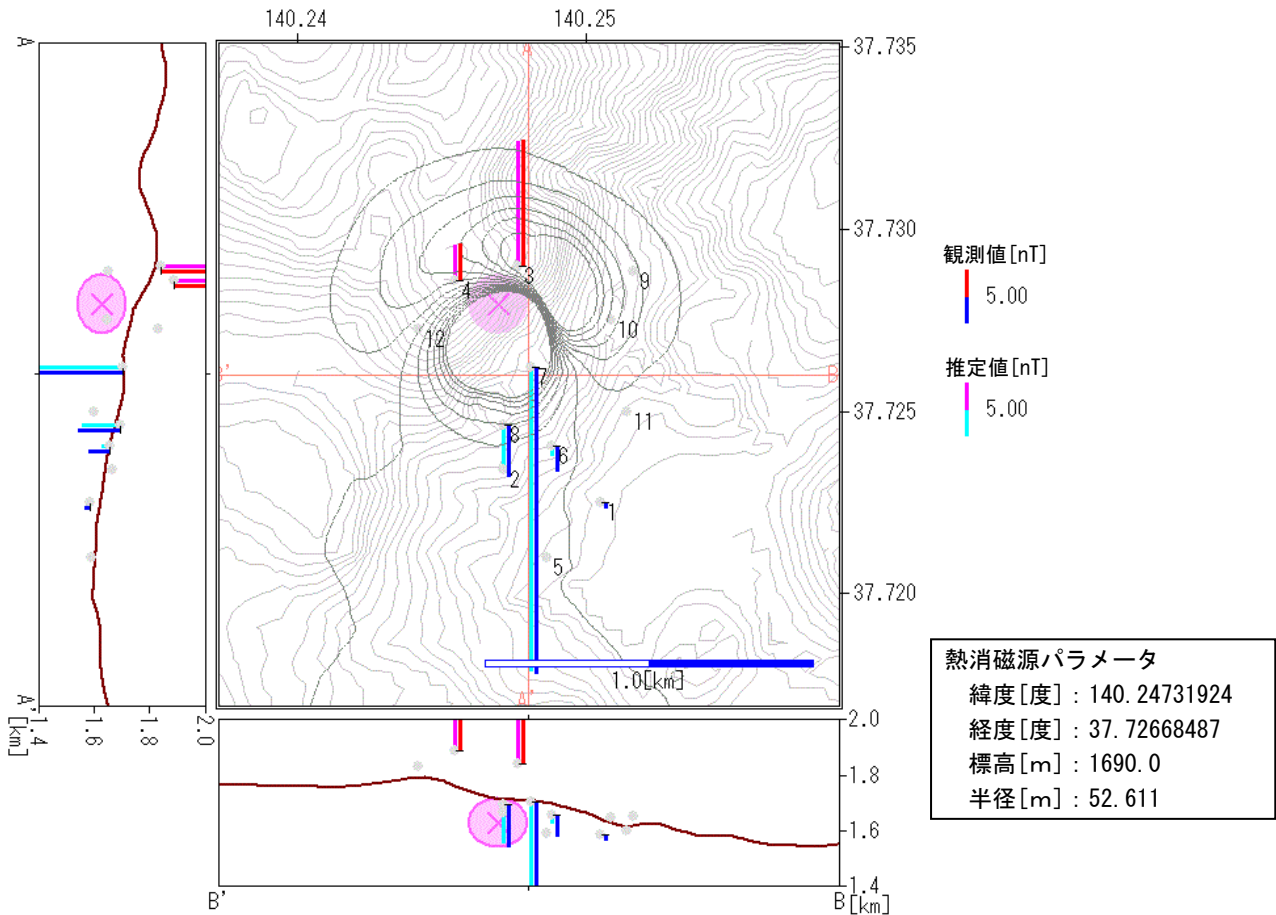 140.24 140.25
A
A
37.735
37.730
37.725
37.720
3
4
9
10
12
B' B
7
11
8
6
2
1
5
1.0[km]
A'
A'
1.4 1.6 1.8 2.0
[km]
2.0
1.8
1.6
1.4
B' B [km]
観測値[nT]
5.00
推定値[nT]
5.00
熱消磁源パラメータ
緯度[度]：140.24731924
経度[度]：37.72668487
標高[ｍ]：1690.0
半径[ｍ]：52.611